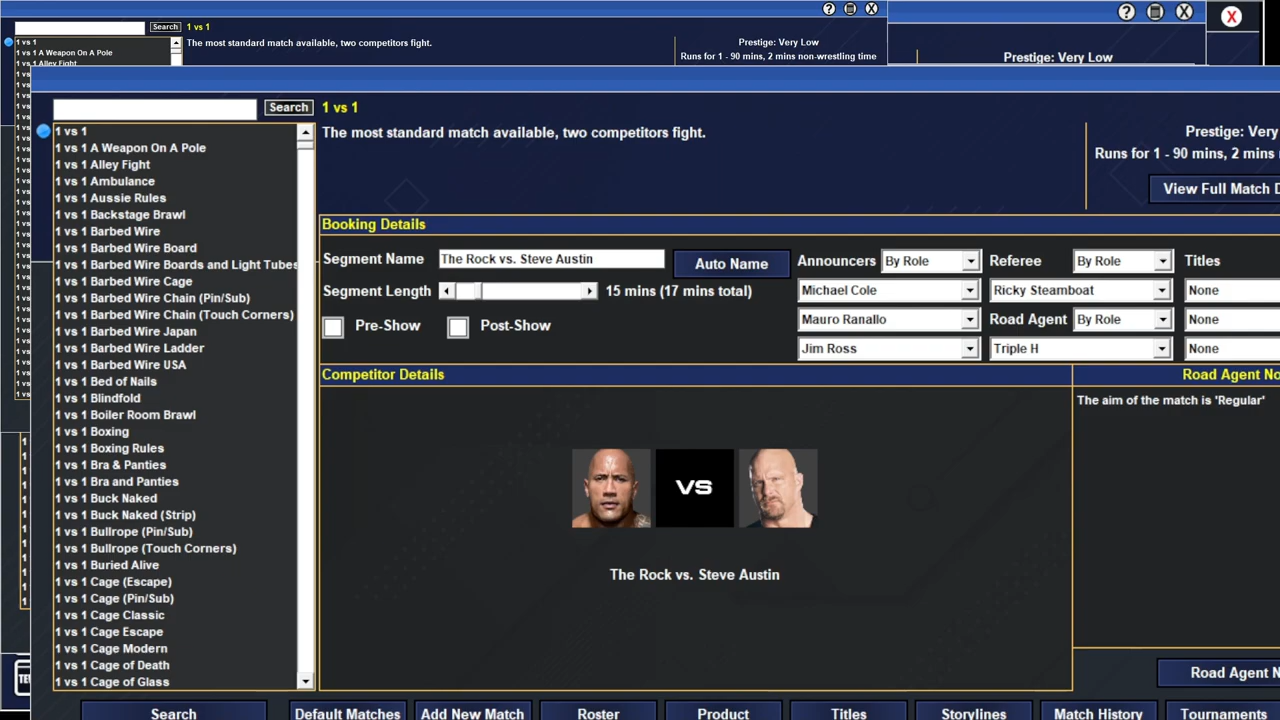 Search
1 vs 1
The most standard match available, two competitors fight.
Prestige: Very Low
Runs for 1 - 90 mins, 2 mins non-wrestling time
1 vs 1
1 vs 1 A Weapon On A Pole
1 vs 1 Alley Fight
Prestige: Very Low
Search
1 vs 1
The most standard match available, two competitors fight.
Prestige: Very
Runs for 1 - 90 mins, 2 mins
View Full Match D
1 vs 1
1 vs 1 A Weapon On A Pole
1 vs 1 Alley Fight
1 vs 1 Ambulance
1 vs 1 Aussie Rules
1 vs 1 Backstage Brawl
1 vs 1 Barbed Wire
1 vs 1 Barbed Wire Board
1 vs 1 Barbed Wire Boards and Light Tubes
1 vs 1 Barbed Wire Cage
1 vs 1 Barbed Wire Chain (Pin/Sub)
1 vs 1 Barbed Wire Chain (Touch Corners)
1 vs 1 Barbed Wire Japan
1 vs 1 Barbed Wire Ladder
1 vs 1 Barbed Wire USA
1 vs 1 Bed of Nails
1 vs 1 Blindfold
1 vs 1 Boiler Room Brawl
1 vs 1 Boxing
1 vs 1 Boxing Rules
1 vs 1 Bra & Panties
1 vs 1 Bra and Panties
1 vs 1 Buck Naked
1 vs 1 Buck Naked (Strip)
1 vs 1 Bullrope (Pin/Sub)
1 vs 1 Bullrope (Touch Corners)
1 vs 1 Buried Alive
1 vs 1 Cage (Escape)
1 vs 1 Cage (Pin/Sub)
1 vs 1 Cage Classic
1 vs 1 Cage Escape
1 vs 1 Cage Modern
1 vs 1 Cage of Death
1 vs 1 Cage of Glass
Booking Details
Segment Name
The Rock vs. Steve Austin
Auto Name
Segment Length
15 mins (17 mins total)
Pre-Show
Post-Show
Announcers
By Role
Michael Cole
Mauro Ranallo
Jim Ross
Referee
By Role
Ricky Steamboat
Road Agent
By Role
Triple H
Titles
None
None
None
Competitor Details
VS
The Rock vs. Steve Austin
Road Agent No
The aim of the match is 'Regular'
Road Agent N
Search
Default Matches
Add New Match
Roster
Product
Titles
Storylines
Match History
Tournaments